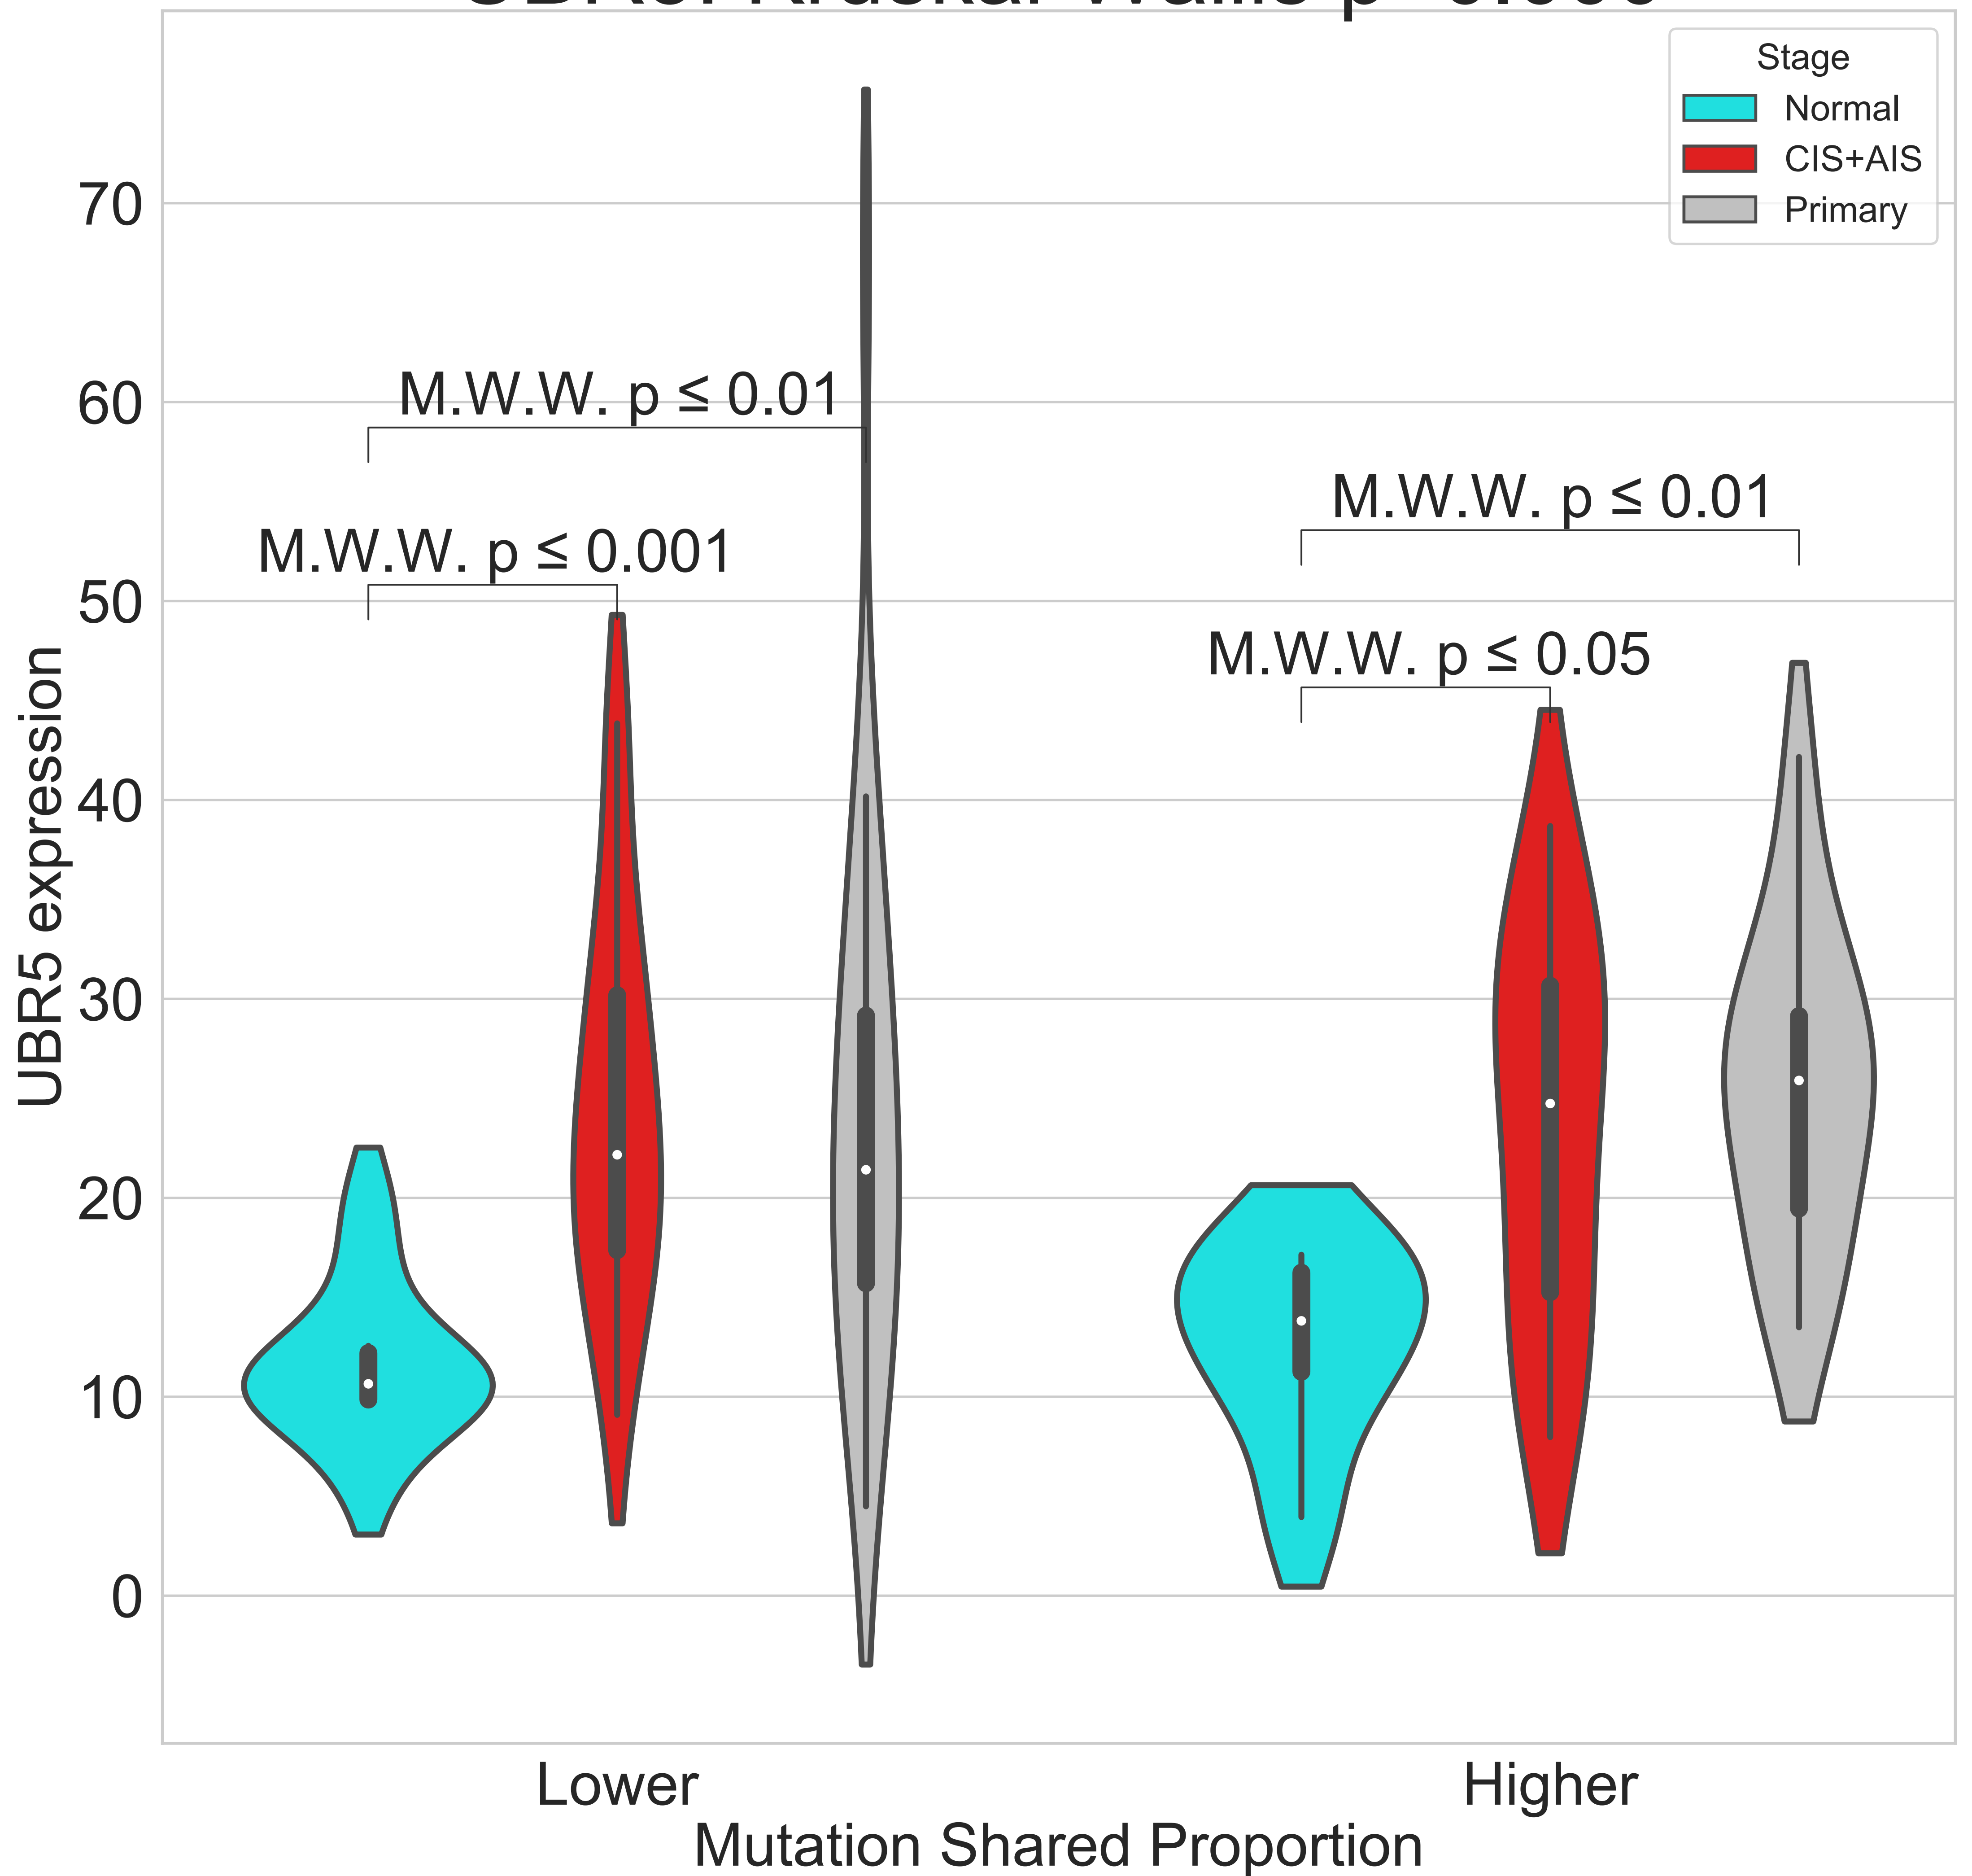 Stage
Normal
CIS+AIS
Primary
70
60
50
40
30
20
10
0
UBR5 expression
M.W.W. p ≤ 0.01
M.W.W. p ≤ 0.001
M.W.W. p ≤ 0.01
M.W.W. p ≤ 0.05
Lower
Higher
Mutation Shared Proportion